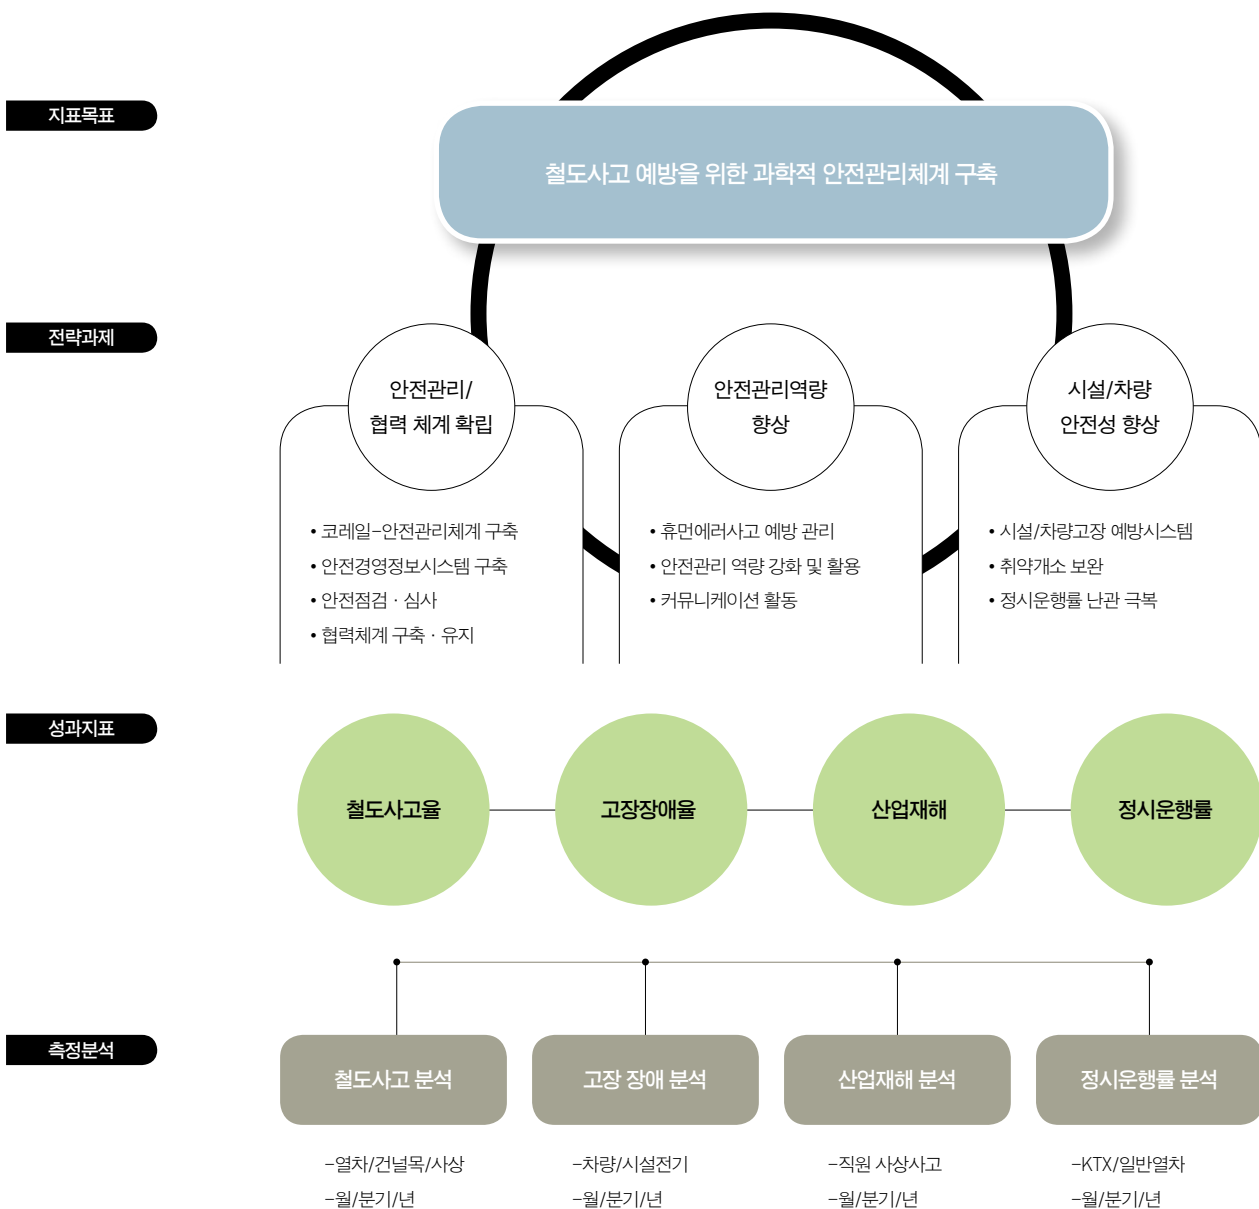 지표목표
철도사고 예방을 위한 과학적 안전관리체계 구축
전략과제
안전관리/
협력 체계 확립
• 코레일-안전관리체계 구축
• 안전경영정보시스템 구축
• 안전점검 · 심사
• 협력체계 구축 · 유지
안전관리역량
향상
• 휴먼에러사고 예방 관리
• 안전관리 역량 강화 및 활용
• 커뮤니케이션 활동
시설/차량
안전성 향상
• 시설/차량고장 예방시스템
• 취약개소 보완
• 정시운행률 난관 극복
성과지표
철도사고율
고장장애율
산업재해
정시운행률
측정분석
철도사고 분석
-열차/건널목/사상
-월/분기/년
고장 장애 분석
-차량/시설전기
-월/분기/년
산업재해 분석
-직원 사상사고
-월/분기/년
정시운행률 분석
-KTX/일반열차
-월/분기/년